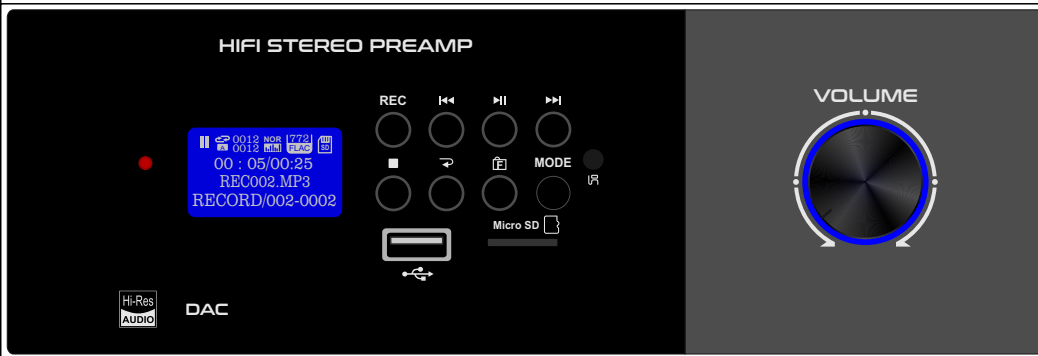 HIFI STEREO PREAMP
VOLUME
REC
0012 NOR 772
A 0012 FLAC SD
00 : 05/00:25
REC002.MP3
RECORD/002-0002
F MODE
IR
Micro SD
Hi-Res
AUDIO
DAC